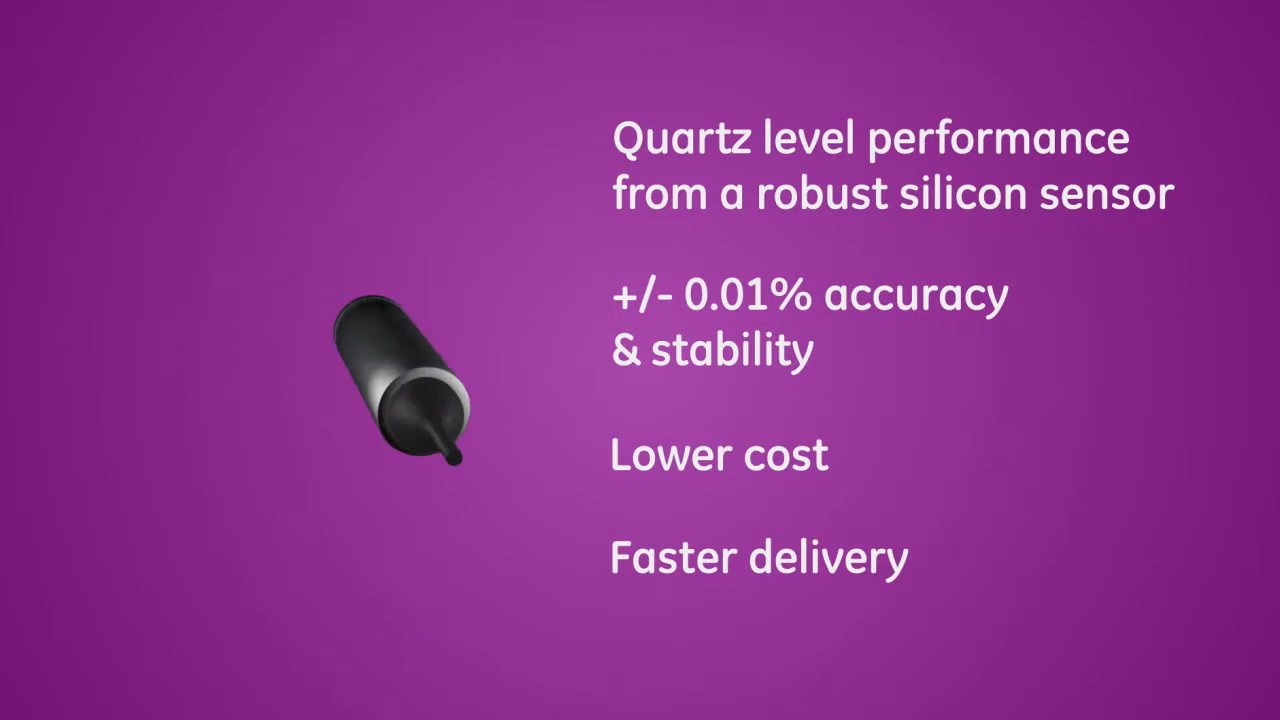 Quartz level performance
from a robust silicon sensor
+/- 0.01% accuracy
& stability
Lower cost
Faster delivery